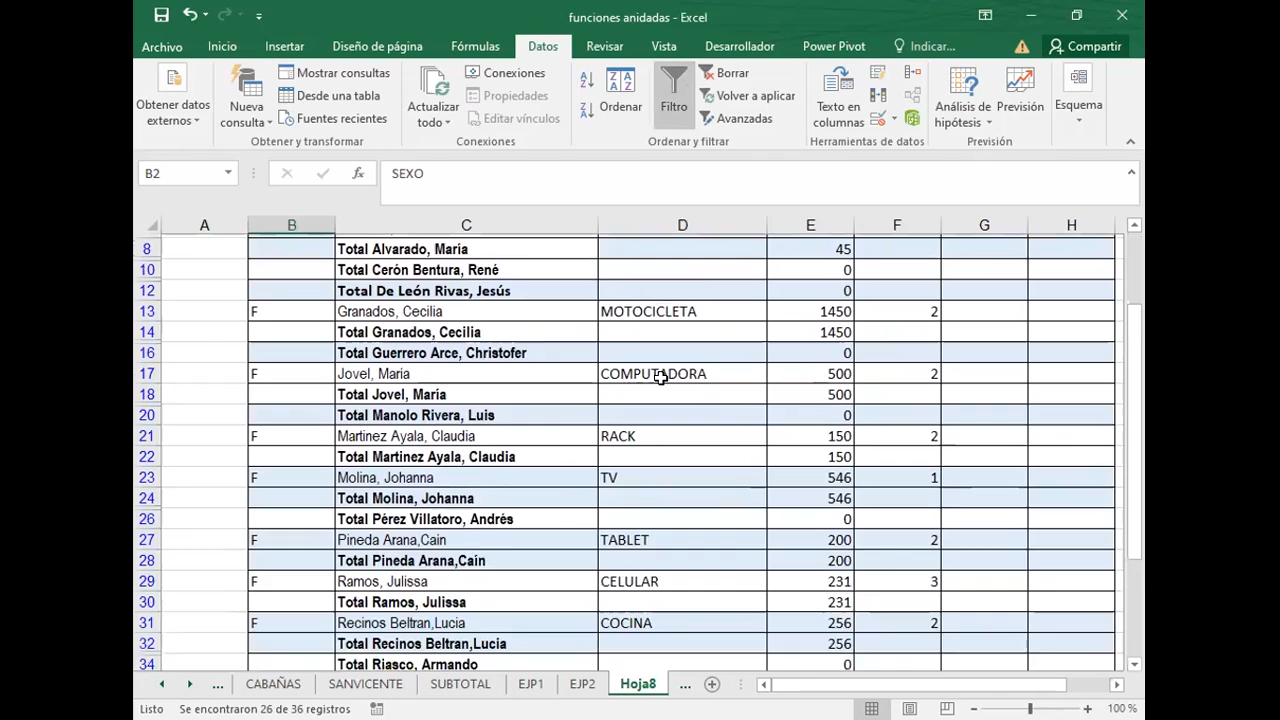 funciones anidadas - Excel
Archivo Inicio Insertar Diseño de página Fórmulas Datos Revisar Vista Desarrollador Power Pivot Indicar... Compartir
Obtener datos externos
Nueva consulta
Mostrar consultas
Desde una tabla
Fuentes recientes
Obtener y transformar
Actualizar todo
Conexiones
Propiedades
Editar vínculos
Conexiones
Ordenar
Filtro
Borrar
Volver a aplicar
Avanzadas
Ordenar y filtrar
Texto en columnas
Herramientas de datos
Análisis de hipótesis
Previsión
Previsión
Esquema
B2 fx SEXO
A B C D E F G H
8 Total Alvarado, María 45
10 Total Cerón Bentura, René 0
12 Total De León Rivas, Jesús 0
13 F Granados, Cecilia MOTOCICLETA 1450 2
14 Total Granados, Cecilia 1450
16 Total Guerrero Arce, Christofer 0
17 F Jovel, María COMPUTADORA 500 2
18 Total Jovel, María 500
20 Total Manolo Rivera, Luis 0
21 F Martinez Ayala, Claudia RACK 150 2
22 Total Martinez Ayala, Claudia 150
23 F Molina, Johanna TV 546 1
24 Total Molina, Johanna 546
26 Total Pérez Villatoro, Andrés 0
27 F Pineda Arana,Caín TABLET 200 2
28 Total Pineda Arana,Caín 200
29 F Ramos, Julissa CELULAR 231 3
30 Total Ramos, Julissa 231
31 F Recinos Beltran,Lucia COCINA 256 2
32 Total Recinos Beltran,Lucia 256
34 Total Riasco, Armando 0
... CABAÑAS SANVICENTE SUBTOTAL EJP1 EJP2 Hoja8 ...
Listo Se encontraron 26 de 36 registros 100 %